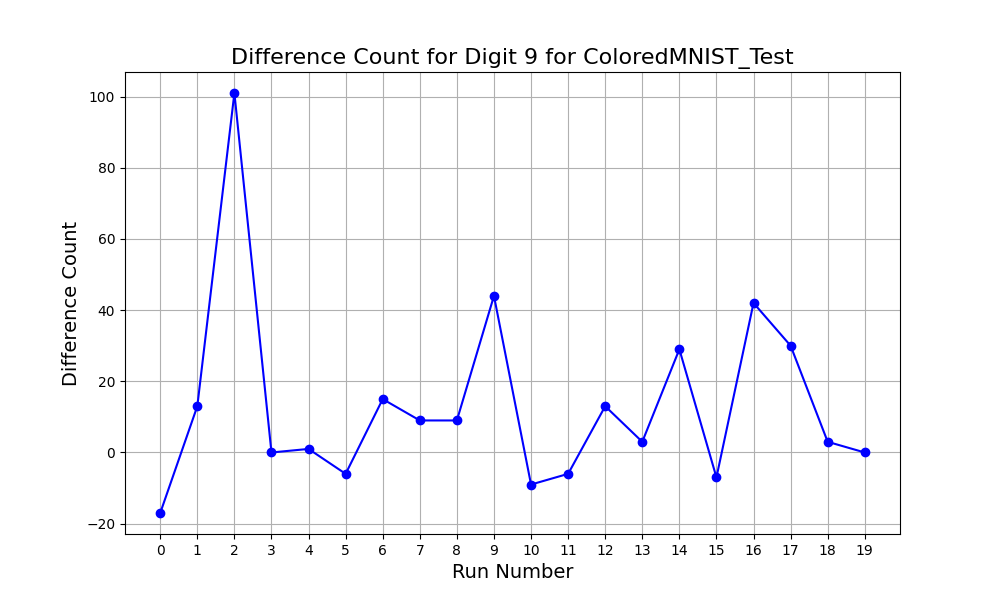 Difference Count for Digit 9 for ColoredMNIST_Test
100
80
60
40
20
0
−20
Difference Count
0 1 2 3 4 5 6 7 8 9 10 11 12 13 14 15 16 17 18 19
Run Number